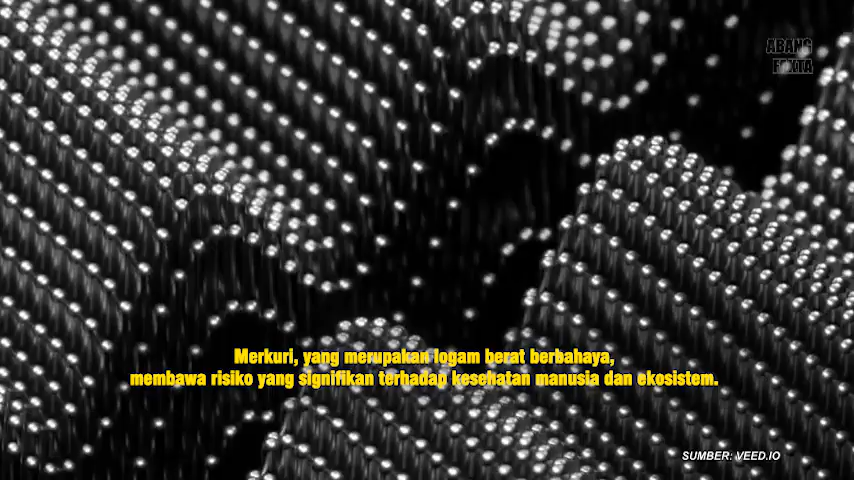 ABANG
FAXTA
Merkuri, yang merupakan logam berat berbahaya,
membawa risiko yang signifikan terhadap kesehatan manusia dan ekosistem.
SUMBER: VEED.IO